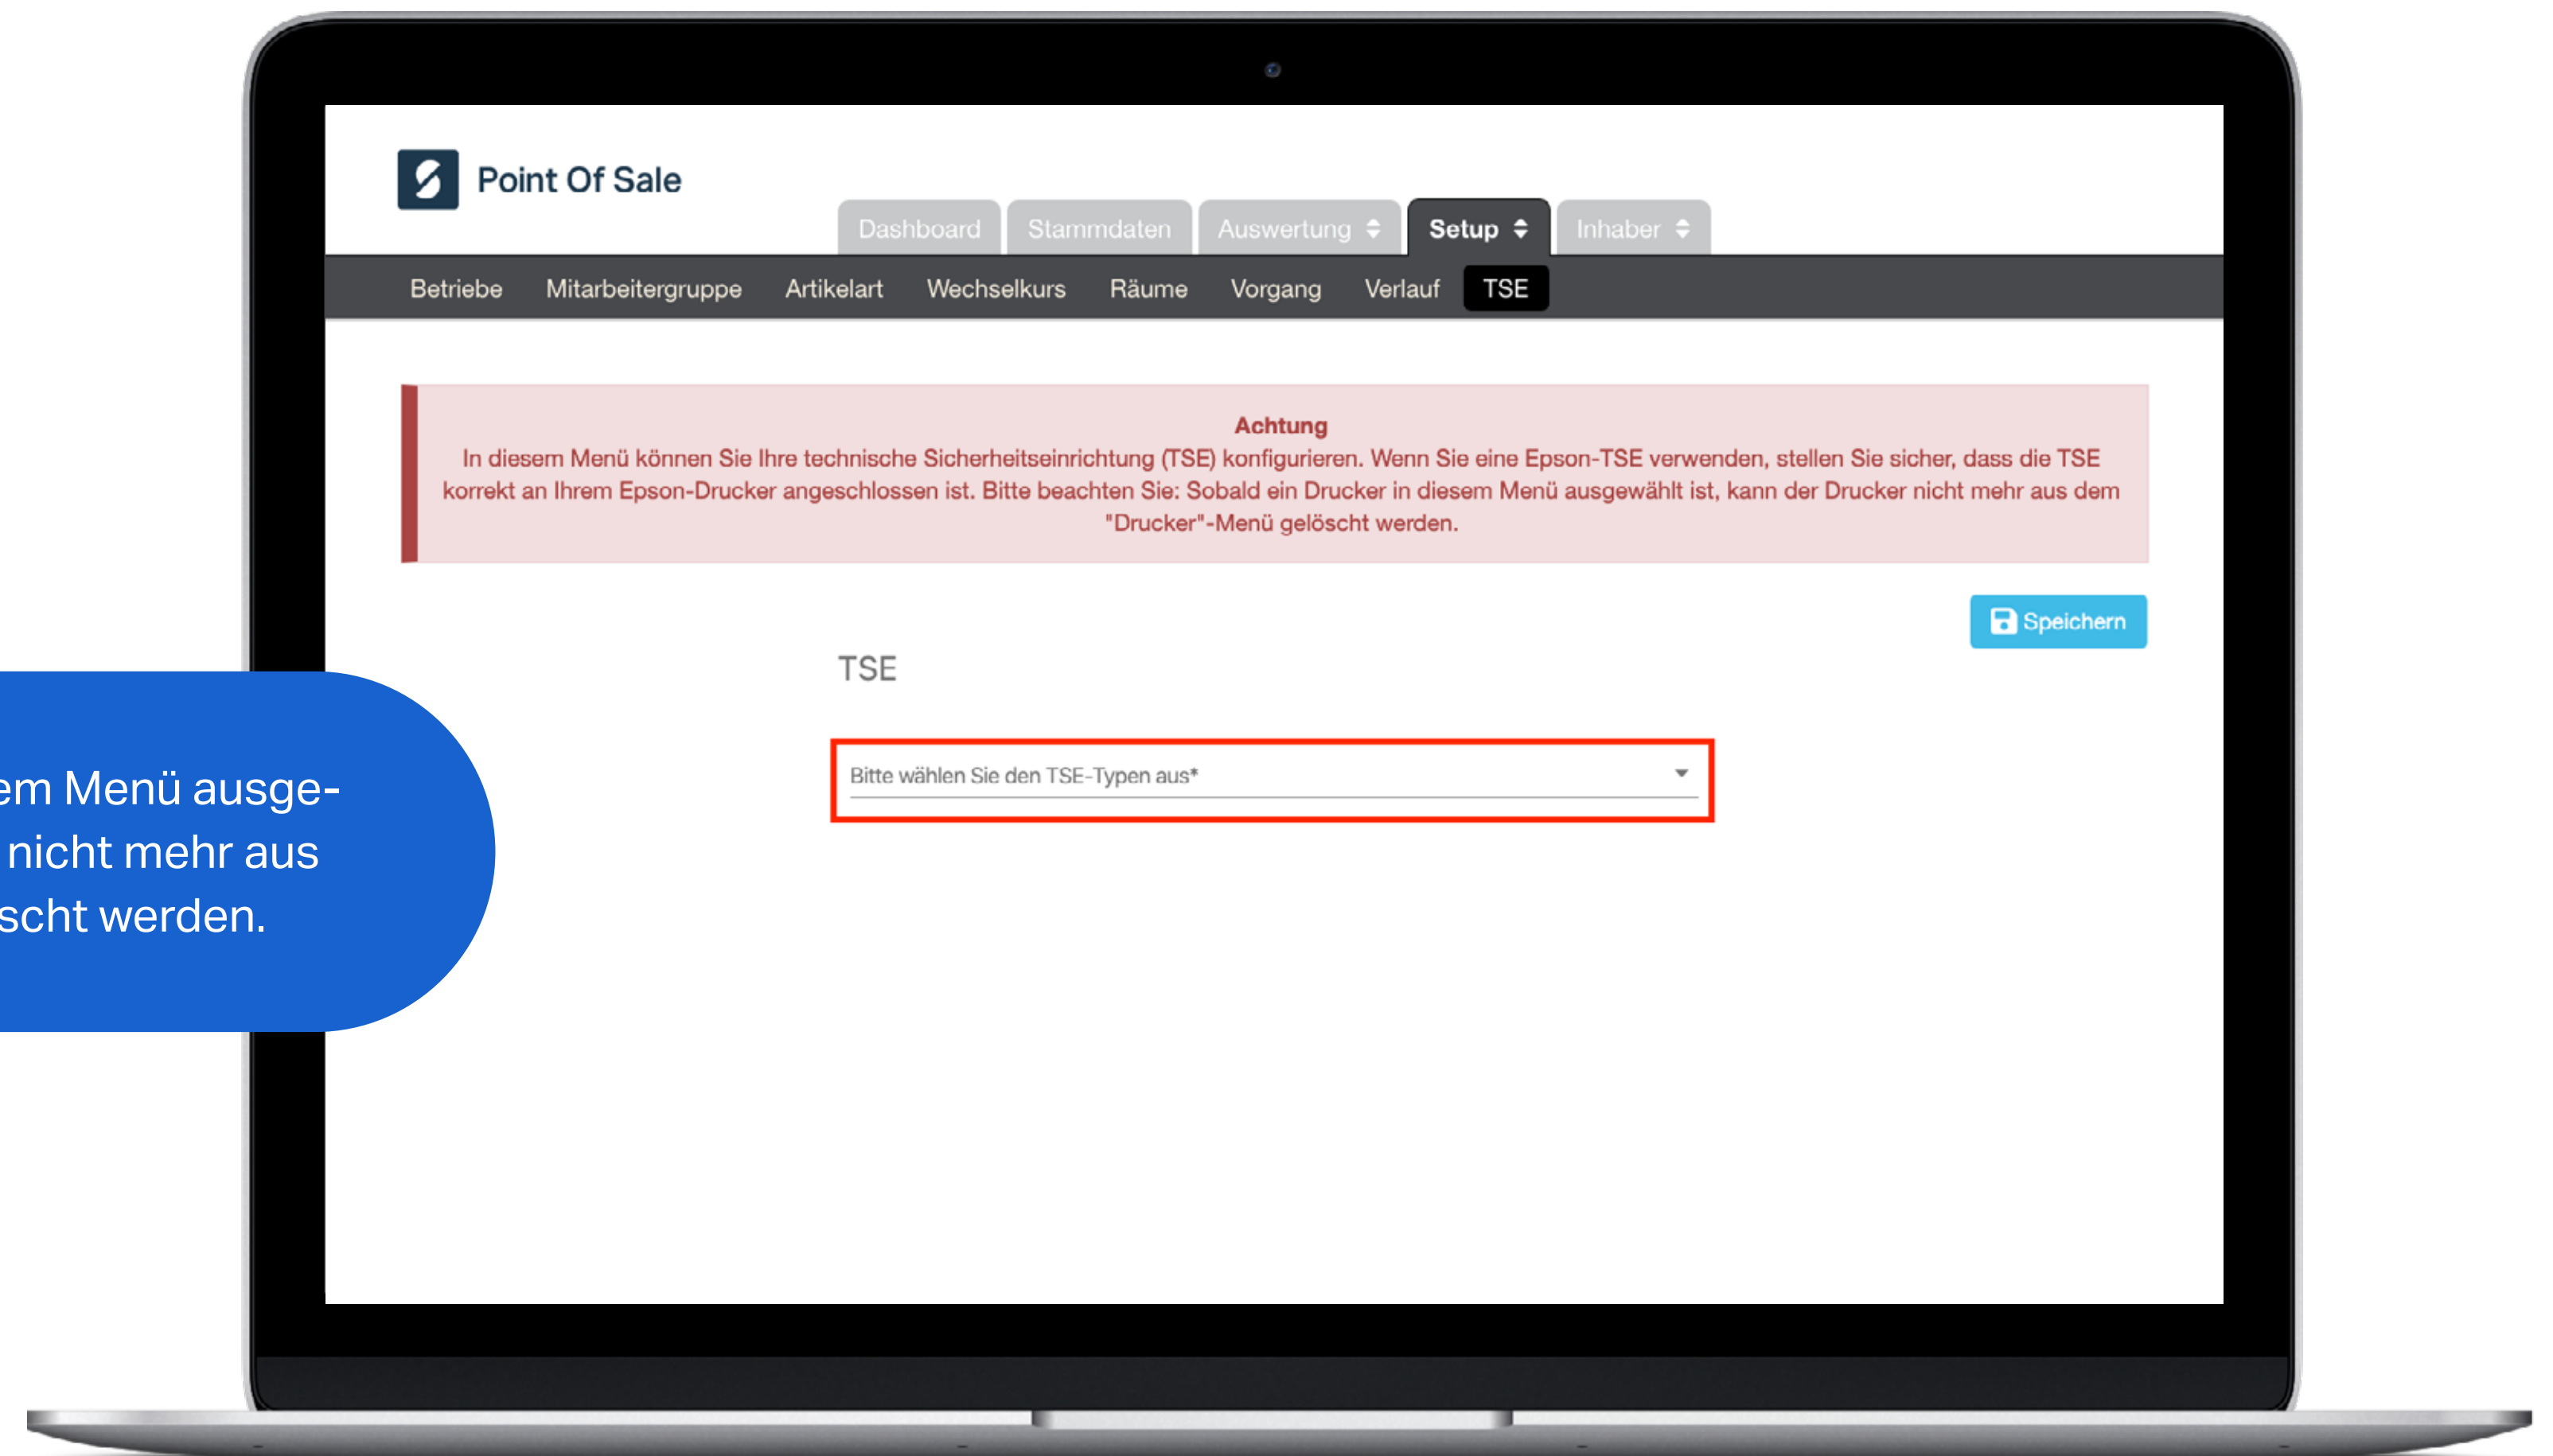 Point Of Sale
Dashboard Stammdaten Auswertung Setup Inhaber
Betriebe Mitarbeitergruppe Artikelart Wechselkurs Räume Vorgang Verlauf TSE
Achtung
In diesem Menü können Sie Ihre technische Sicherheitseinrichtung (TSE) konfigurieren. Wenn Sie eine Epson-TSE verwenden, stellen Sie sicher, dass die TSE
korrekt an Ihrem Epson-Drucker angeschlossen ist. Bitte beachten Sie: Sobald ein Drucker in diesem Menü ausgewählt ist, kann der Drucker nicht mehr aus dem
"Drucker"-Menü gelöscht werden.
Speichern
TSE
Bitte wählen Sie den TSE-Typen aus*
em Menü ausge-
nicht mehr aus
scht werden.